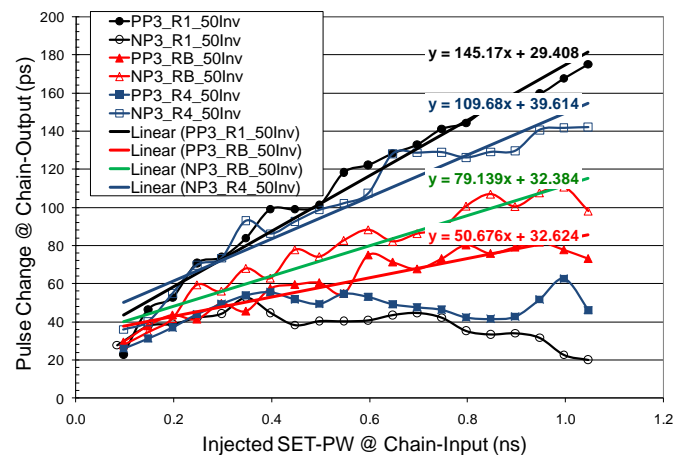 200
180
160
140
120
100
80
60
40
20
0
Pulse Change @ Chain-Output (ps)
PP3_R1_50Inv
NP3_R1_50Inv
PP3_RB_50Inv
NP3_RB_50Inv
PP3_R4_50Inv
NP3_R4_50Inv
Linear (PP3_R1_50Inv)
Linear (PP3_RB_50Inv)
Linear (NP3_RB_50Inv)
Linear (NP3_R4_50Inv)
y = 145.17x + 29.408
y = 109.68x + 39.614
y = 79.139x + 32.384
y = 50.676x + 32.624
0.0 0.2 0.4 0.6 0.8 1.0 1.2
Injected SET-PW @ Chain-Input (ns)